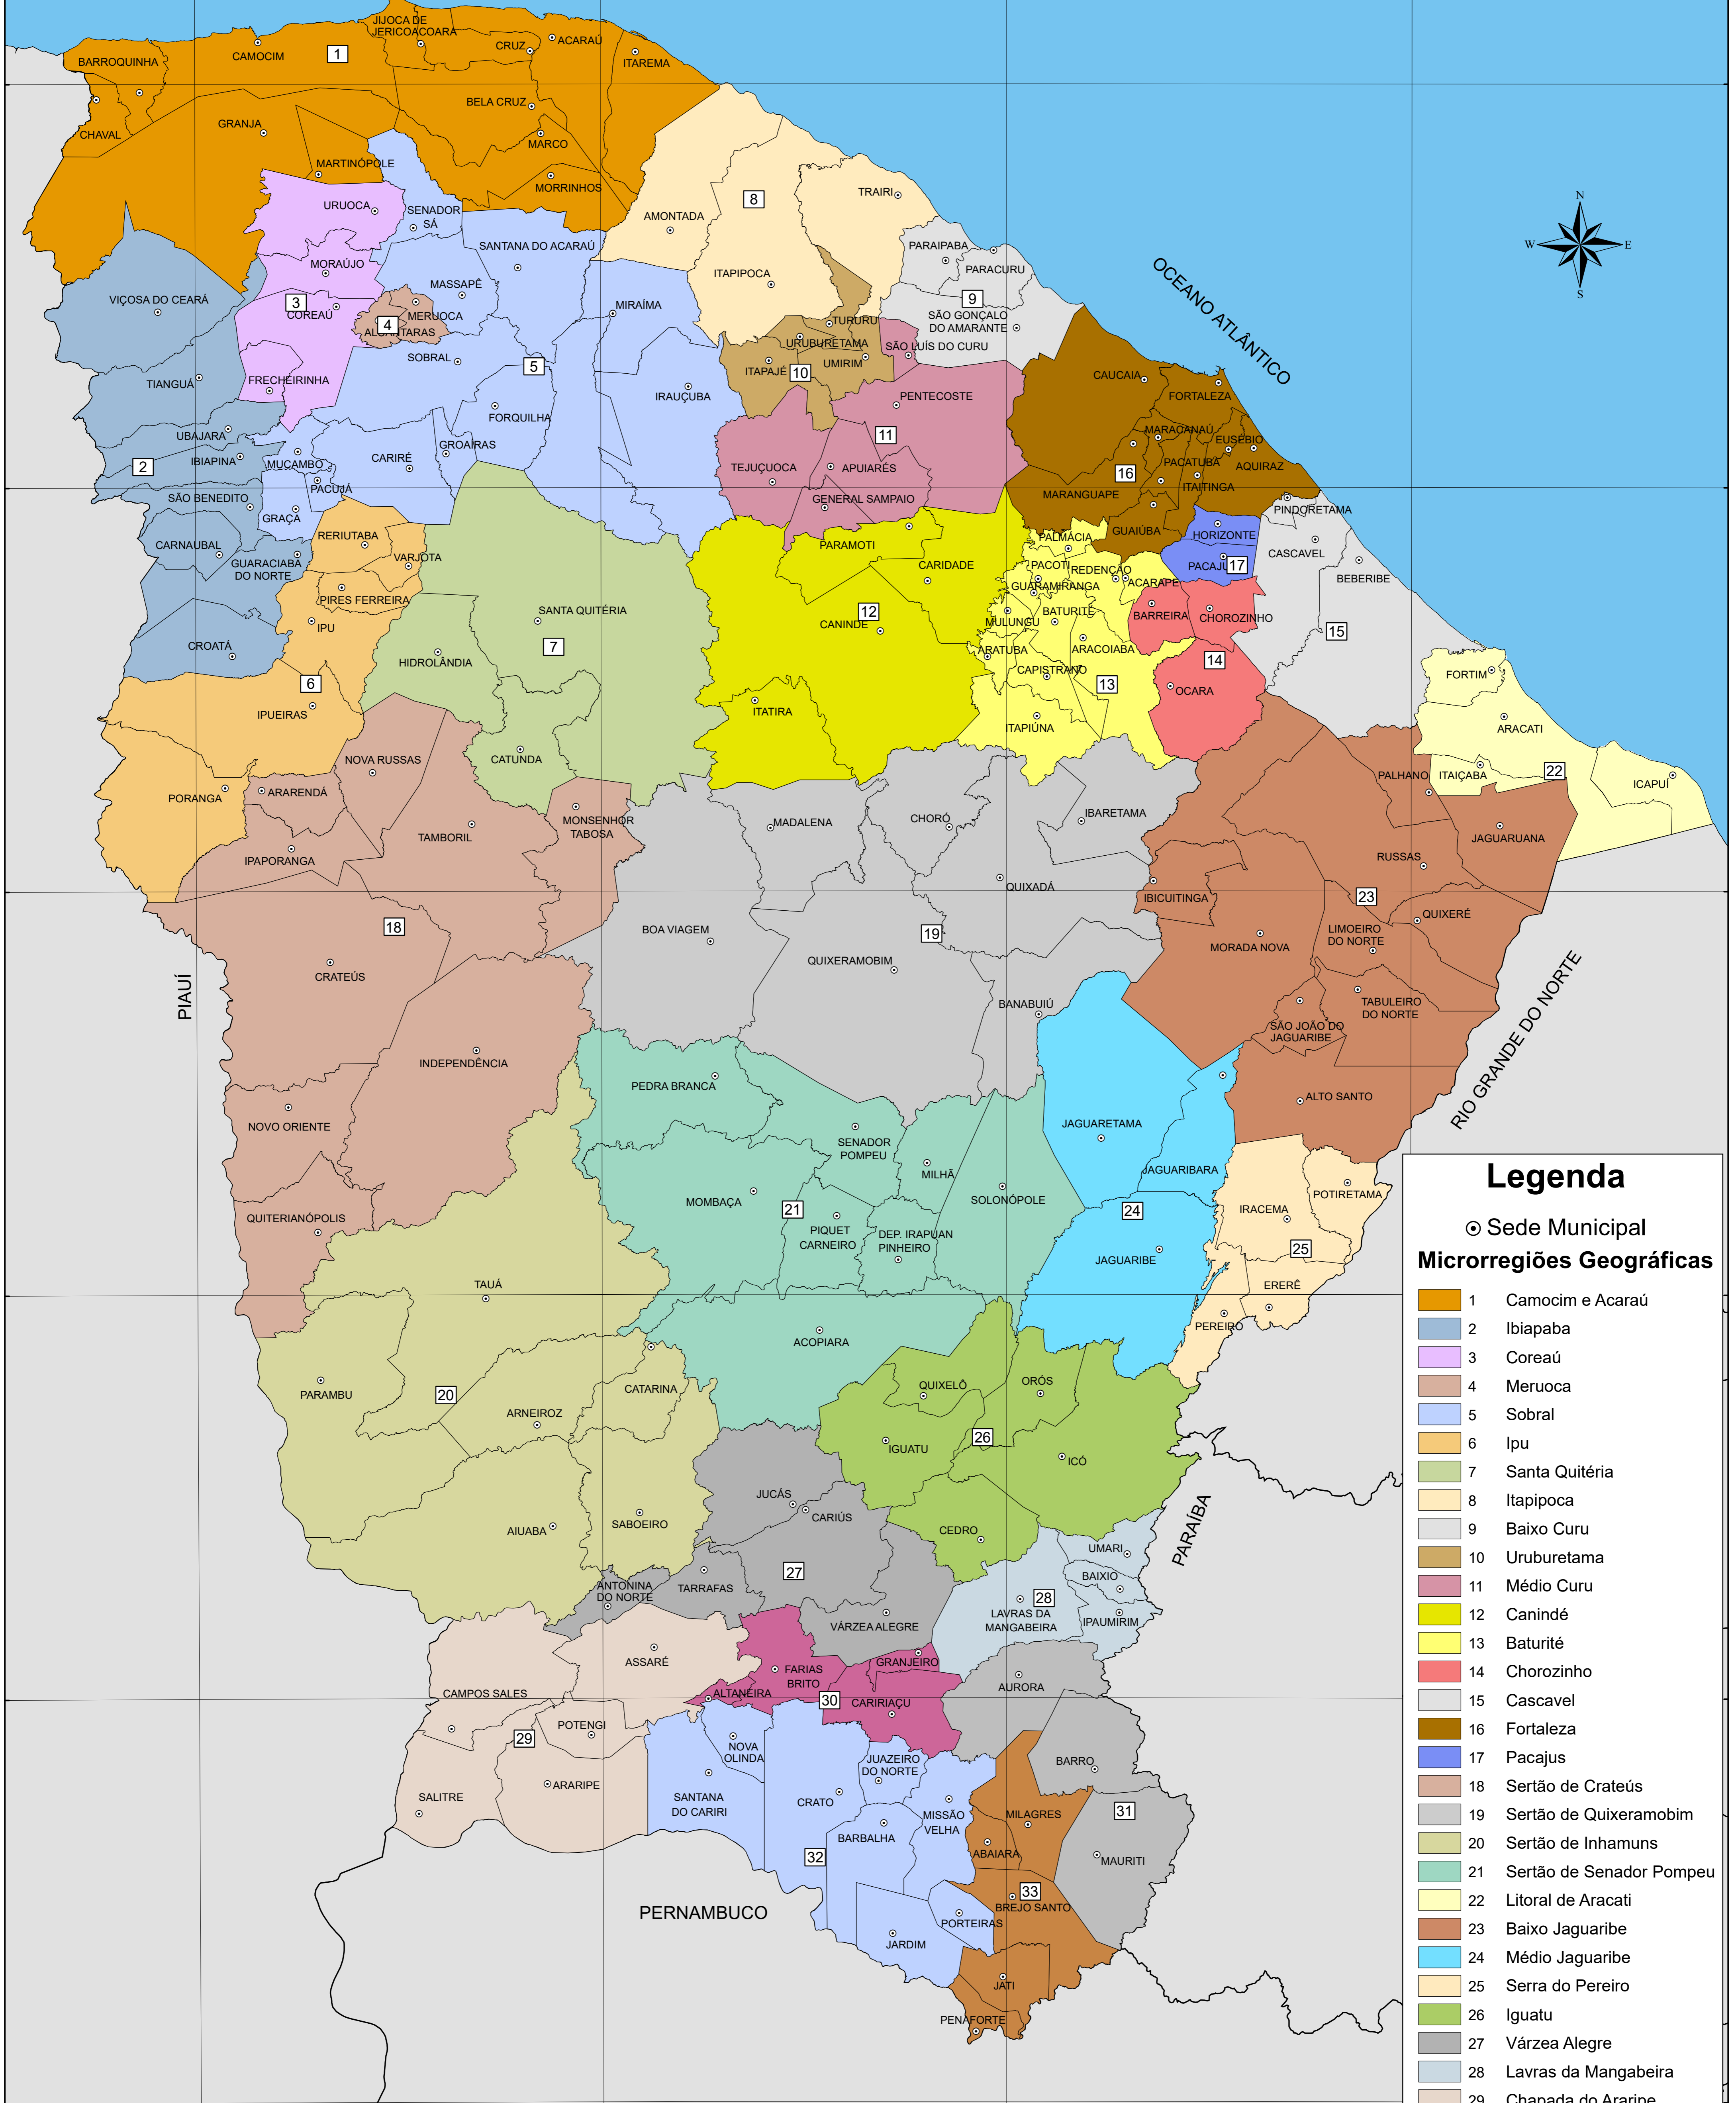 JIJOCA DE
JERICOACOARA
CRUZ
ACARAÚ
ITAREMA
BARROQUINHA
CAMOCIM
1
BELA CRUZ
CHAVAL
GRANJA
MARCO
MARTINÓPOLE
MORRINHOS
TRAIRI
8
AMONTADA
ITAPIPOCA
N
W
E
S
URUOCA
SENADOR
SÁ
SANTANA DO ACARAÚ
PARAIPABA
PARACURU
9
SÃO GONÇALO
DO AMARANTE
OCEANO ATLÂNTICO
MORAÚJO
MASSAPÊ
VIÇOSA DO CEARÁ
3
COREAÚ
4
MERUOCA
ALCÂNTARAS
MIRAÍMA
TURURU
URUBURETAMA
UMIRIM
SÃO LUÍS DO CURU
SOBRAL
5
ITAPAJÉ
10
TIANGUÁ
FRECHEIRINHA
IRAUÇUBA
PENTECOSTE
CAUCAIA
FORTALEZA
FORQUILHA
UBAJARA
GROAÍRAS
11
MARACANAÚ
EUSÉBIO
2
IBIAPINA
MUCAMBO
CARIRÉ
TEJUÇUOCA
APUIARÉS
16
PACATUBA
AQUIRAZ
PACUJÁ
SÃO BENEDITO
GENERAL SAMPAIO
MARANGUAPE
ITAITINGA
GRAÇA
PINDORETAMA
CARNAUBAL
RERIUTABA
PARAMOTI
PALMÁCIA
GUAIÚBA
HORIZONTE
CASCAVEL
GUARACIABA
DO NORTE
VARJOTA
CARIDADE
PACOTI
REDENÇÃO
PACAJUS
17
BEBERIBE
PIRES FERREIRA
GUARAMIRANGA
ACARAPE
SANTA QUITÉRIA
12
BATURITÉ
BARREIRA
CHOROZINHO
IPU
CANINDE
MULUNGU
15
CROATÁ
7
HIDROLÂNDIA
ARATUBA
ARACOIABA
14
CAPISTRANO
FORTIM
6
13
OCARA
IPUEIRAS
ITATIRA
ITAPIÚNA
ARACATI
NOVA RUSSAS
CATUNDA
PALHANO
ITAIÇABA
22
ICAPUÍ
PORANGA
ARARENDÁ
MONSENHOR
TABOSA
MADALENA
CHORÓ
IBARETAMA
TAMBORIL
JAGUARUANA
IPAPORANGA
RUSSAS
QUIXADÁ
IBICUITINGA
23
QUIXERÉ
18
BOA VIAGEM
19
LIMOEIRO
DO NORTE
MORADA NOVA
CRATEÚS
QUIXERAMOBIM
PIAUÍ
BANABUIÚ
TABULEIRO
DO NORTE
SÃO JOÃO DO
JAGUARIBE
RIO GRANDE DO NORTE
INDEPENDÊNCIA
PEDRA BRANCA
ALTO SANTO
NOVO ORIENTE
SENADOR
POMPEU
JAGUARETAMA
MILHÃ
JAGUARIBARA
MOMBAÇA
SOLONÓPOLE
POTIRETAMA
21
24
IRACEMA
QUITERIANÓPOLIS
PIQUET
CARNEIRO
DEP. IRAPUAN
PINHEIRO
25
JAGUARIBE
TAUÁ
ERERÊ
PEREIRO
ACOPIARA
PARAMBU
20
CATARINA
QUIXELÔ
ORÓS
ARNEIROZ
IGUATU
26
ICÓ
JUCÁS
CARIÚS
AIUABA
SABOEIRO
CEDRO
PARAÍBA
UMARI
27
BAIXIO
ANTONINA
DO NORTE
TARRAFAS
28
LAVRAS DA
MANGABEIRA
IPAUMIRIM
VÁRZEA ALEGRE
ASSARÉ
FARIAS
BRITO
GRANJEIRO
CAMPOS SALES
ALTANEIRA
30
CARIRIAÇU
AURORA
POTENGI
29
NOVA
OLINDA
JUAZEIRO
DO NORTE
BARRO
ARARIPE
SALITRE
SANTANA
DO CARIRI
CRATO
MISSÃO
VELHA
MILAGRES
31
BARBALHA
ABAIARA
32
MAURITI
33
BREJO SANTO
PERNAMBUCO
PORTEIRAS
JARDIM
JATI
PENAFORTE
Legenda
Sede Municipal
Microrregiões Geográficas
1 Camocim e Acaraú
2 Ibiapaba
3 Coreaú
4 Meruoca
5 Sobral
6 Ipu
7 Santa Quitéria
8 Itapipoca
9 Baixo Curu
10 Uruburetama
11 Médio Curu
12 Canindé
13 Baturité
14 Chorozinho
15 Cascavel
16 Fortaleza
17 Pacajus
18 Sertão de Crateús
19 Sertão de Quixeramobim
20 Sertão de Inhamuns
21 Sertão de Senador Pompeu
22 Litoral de Aracati
23 Baixo Jaguaribe
24 Médio Jaguaribe
25 Serra do Pereiro
26 Iguatu
27 Várzea Alegre
28 Lavras da Mangabeira
29 Chapada do Araripe